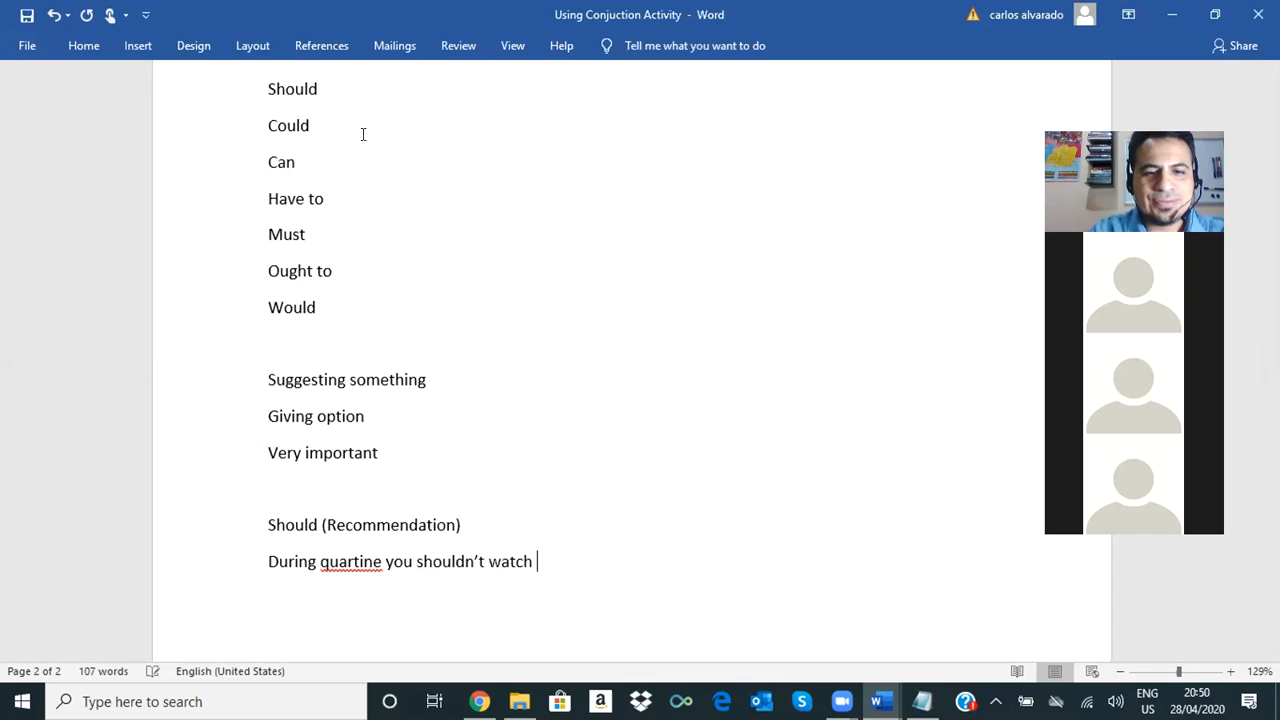 Using Conjuction Activity - Word
carlos alvarado
File Home Insert Design Layout References Mailings Review View Help Tell me what you want to do Share
Should
Could
Can
Have to
Must
Ought to
Would
Suggesting something
Giving option
Very important
Should (Recommendation)
During quartine you shouldn’t watch
Page 2 of 2 107 words English (United States) 129%
Type here to search
ENG 20:50
US 28/04/2020